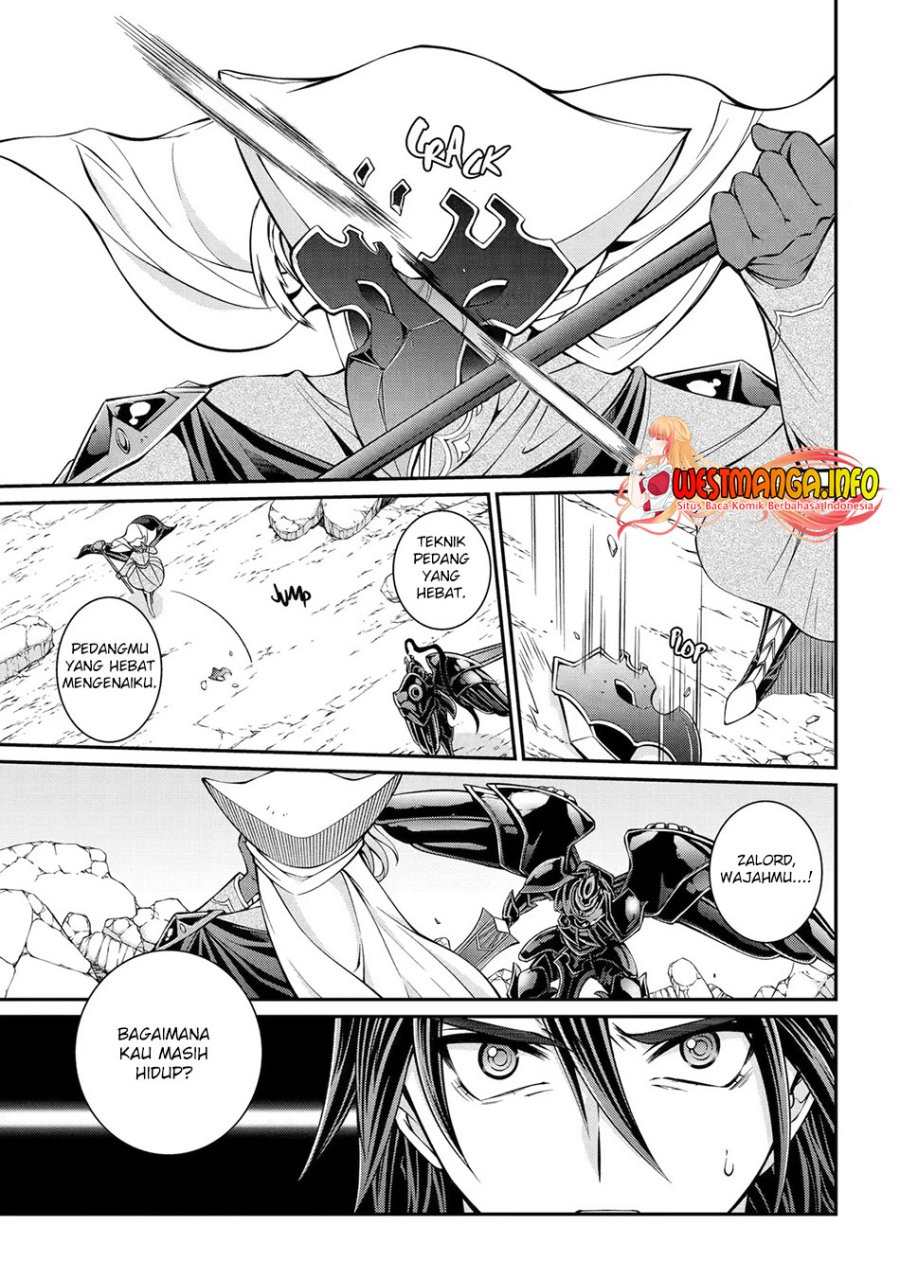 CRACK
WESTMANGA.INFO
Situs Baca Komik Berbahasa Indonesia
PLOP
TEKNIK
PEDANG
YANG
HEBAT.
JUMP
PEDANGMU
YANG HEBAT
MENGENAIKU.
ZALORD,
WAJAHMU...!
BAGAIMANA
KAU MASIH
HIDUP?